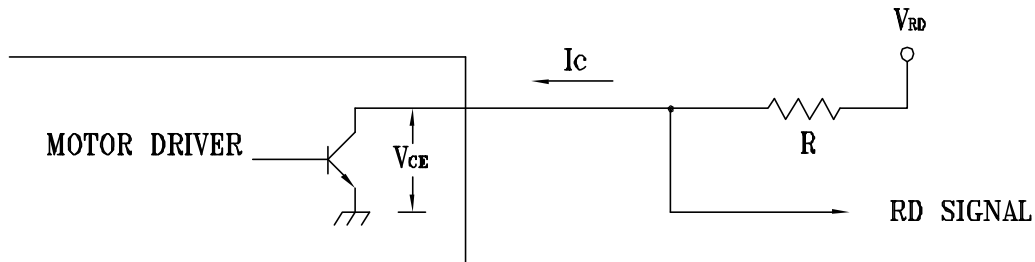 V_RD
Ic
MOTOR DRIVER
V_CE
R
RD SIGNAL